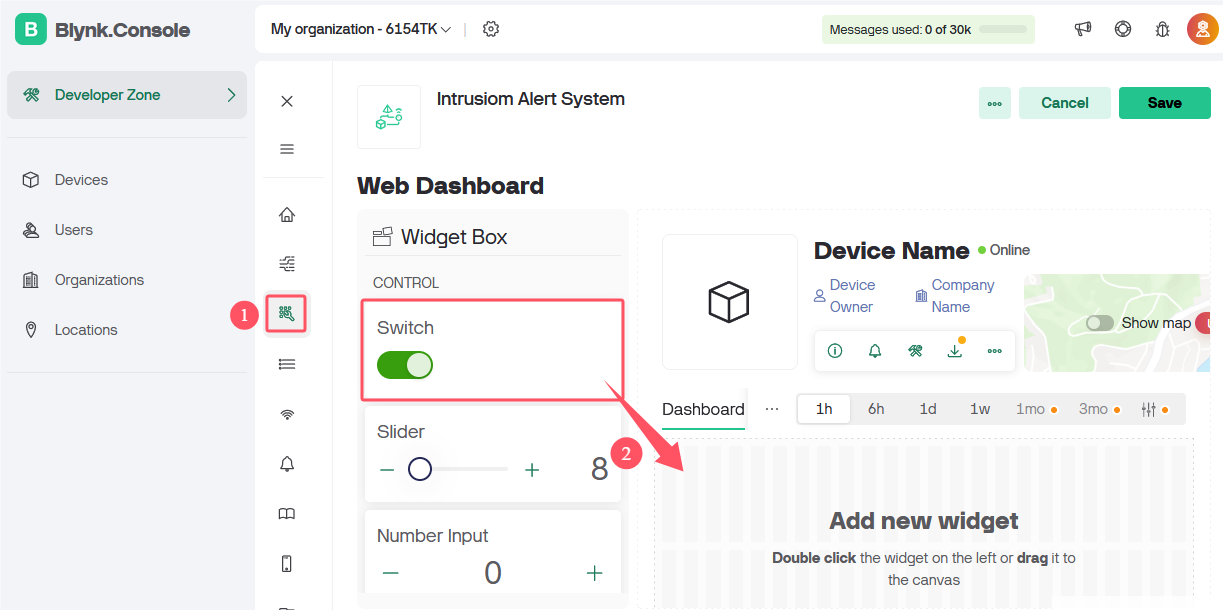 B Blynk.Console
My organization - 6154TK
Messages used: 0 of 30k
Developer Zone
Devices
Users
Organizations
Locations
1
Intrusiom Alert System
Cancel
Save
Web Dashboard
Widget Box
CONTROL
Switch
Slider
8
2
Number Input
0
Device Name
Online
Device
Owner
Company
Name
Show map
Dashboard
1h 6h 1d 1w 1mo 3mo
Add new widget
Double click the widget on the left or drag it to
the canvas